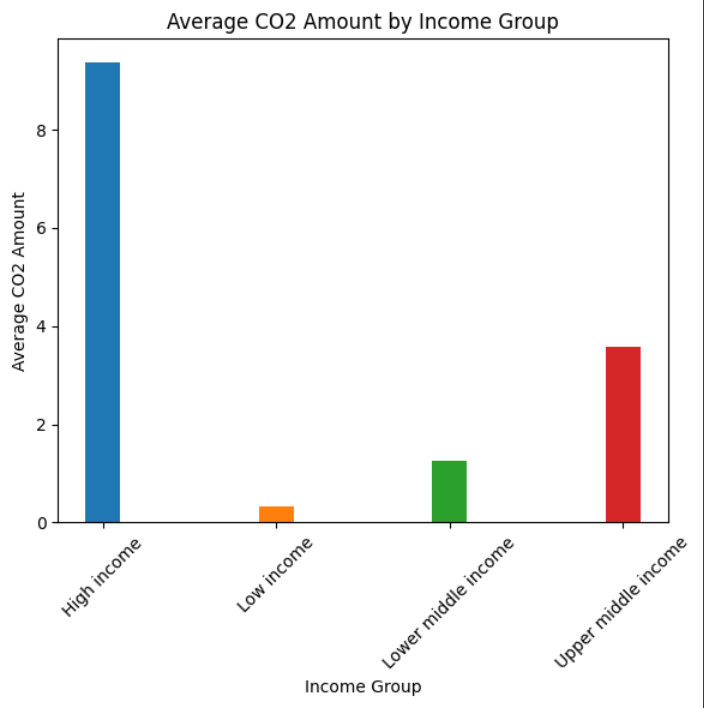 Average CO2 Amount by Income Group
Average CO2 Amount
8
6
4
2
0
High income
Low income
Lower middle income
Upper middle income
Income Group